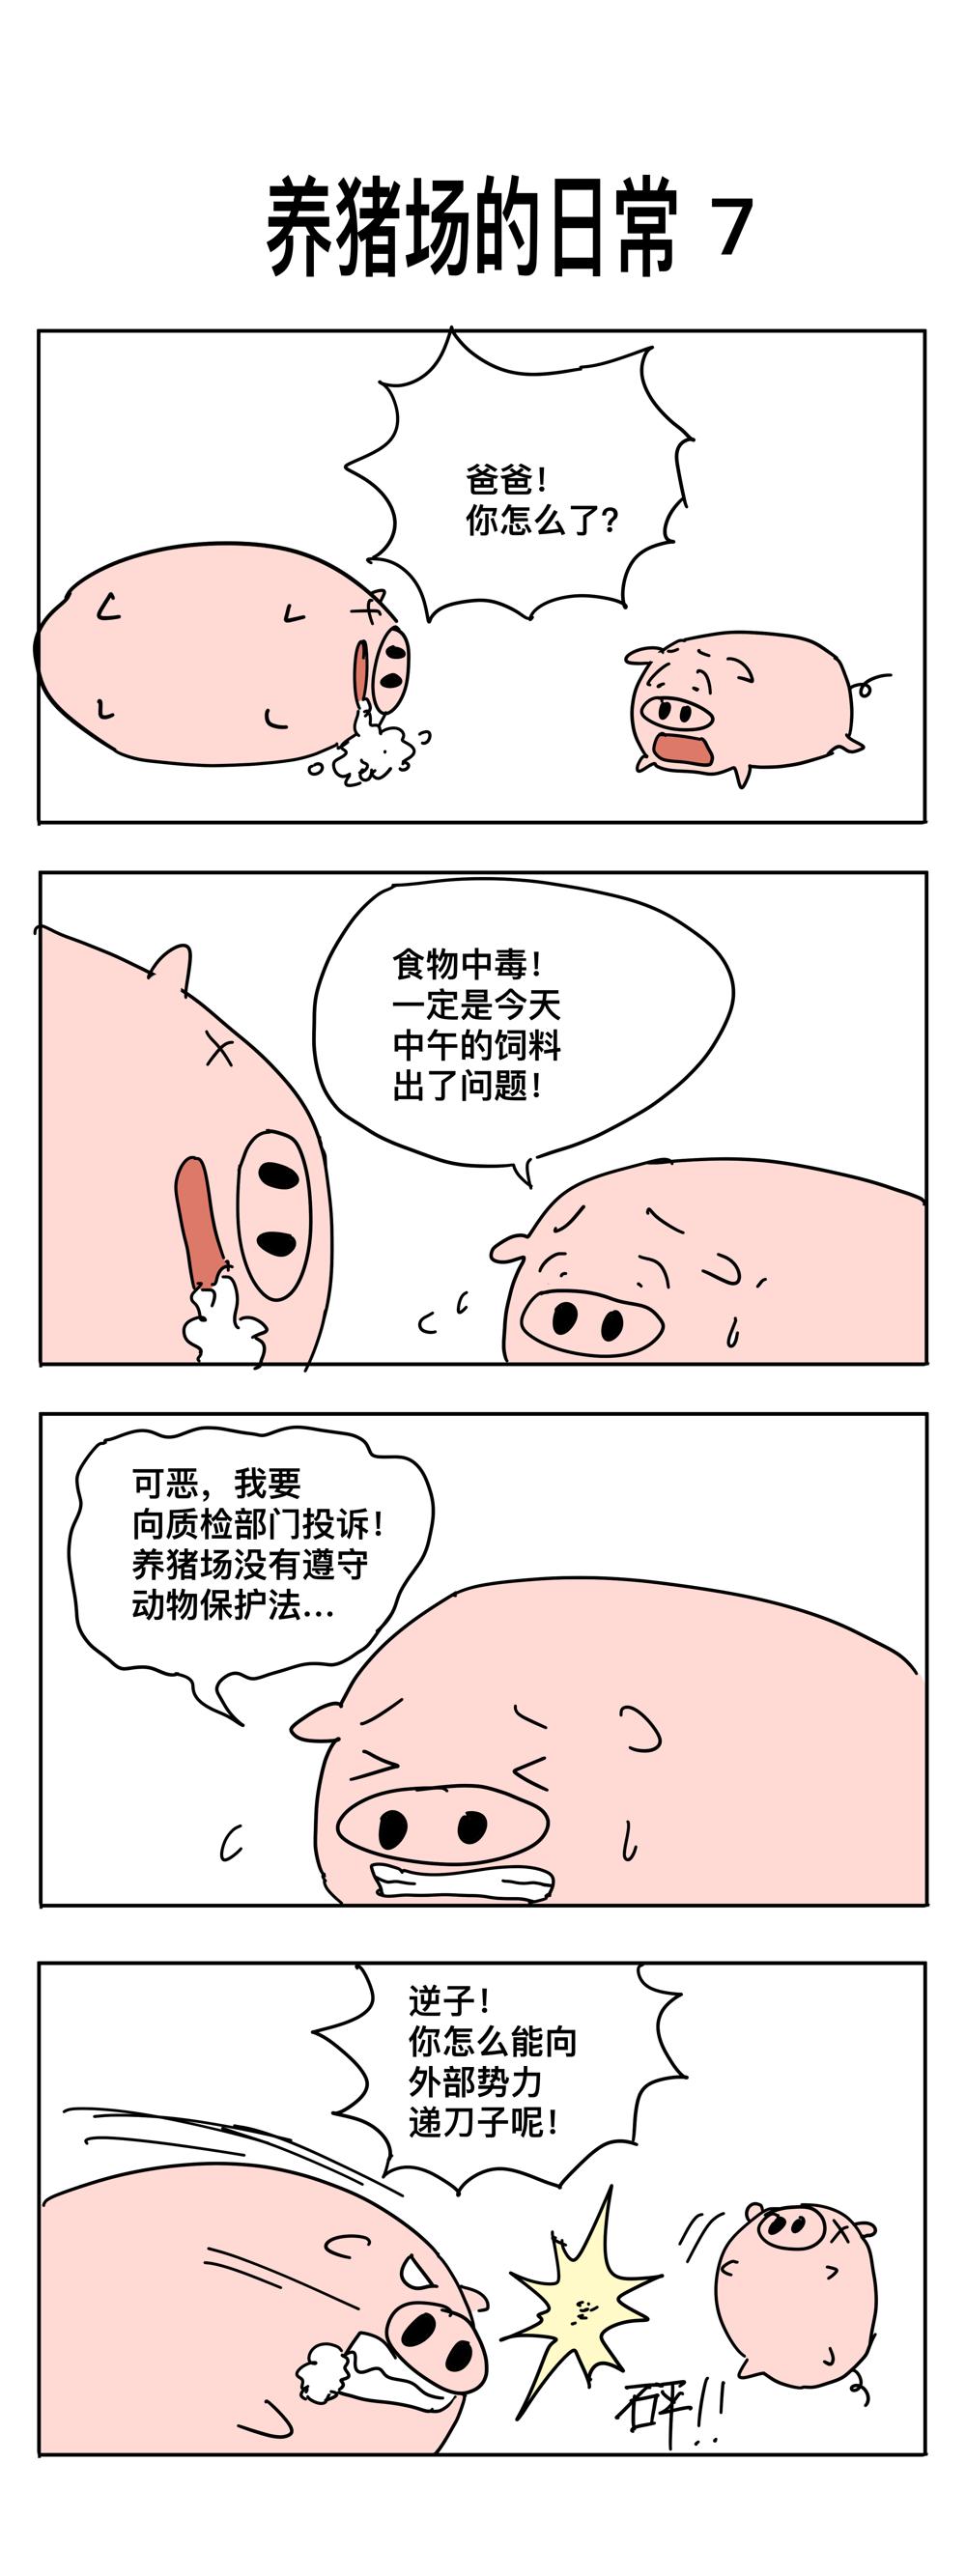 养猪场的日常 7
爸爸！
你怎么了？
食物中毒！
一定是今天
中午的饲料
出了问题！
可恶，我要
向质检部门投诉！
养猪场没有遵守
动物保护法...
逆子！
你怎么能向
外部势力
递刀子呢！
砰!!